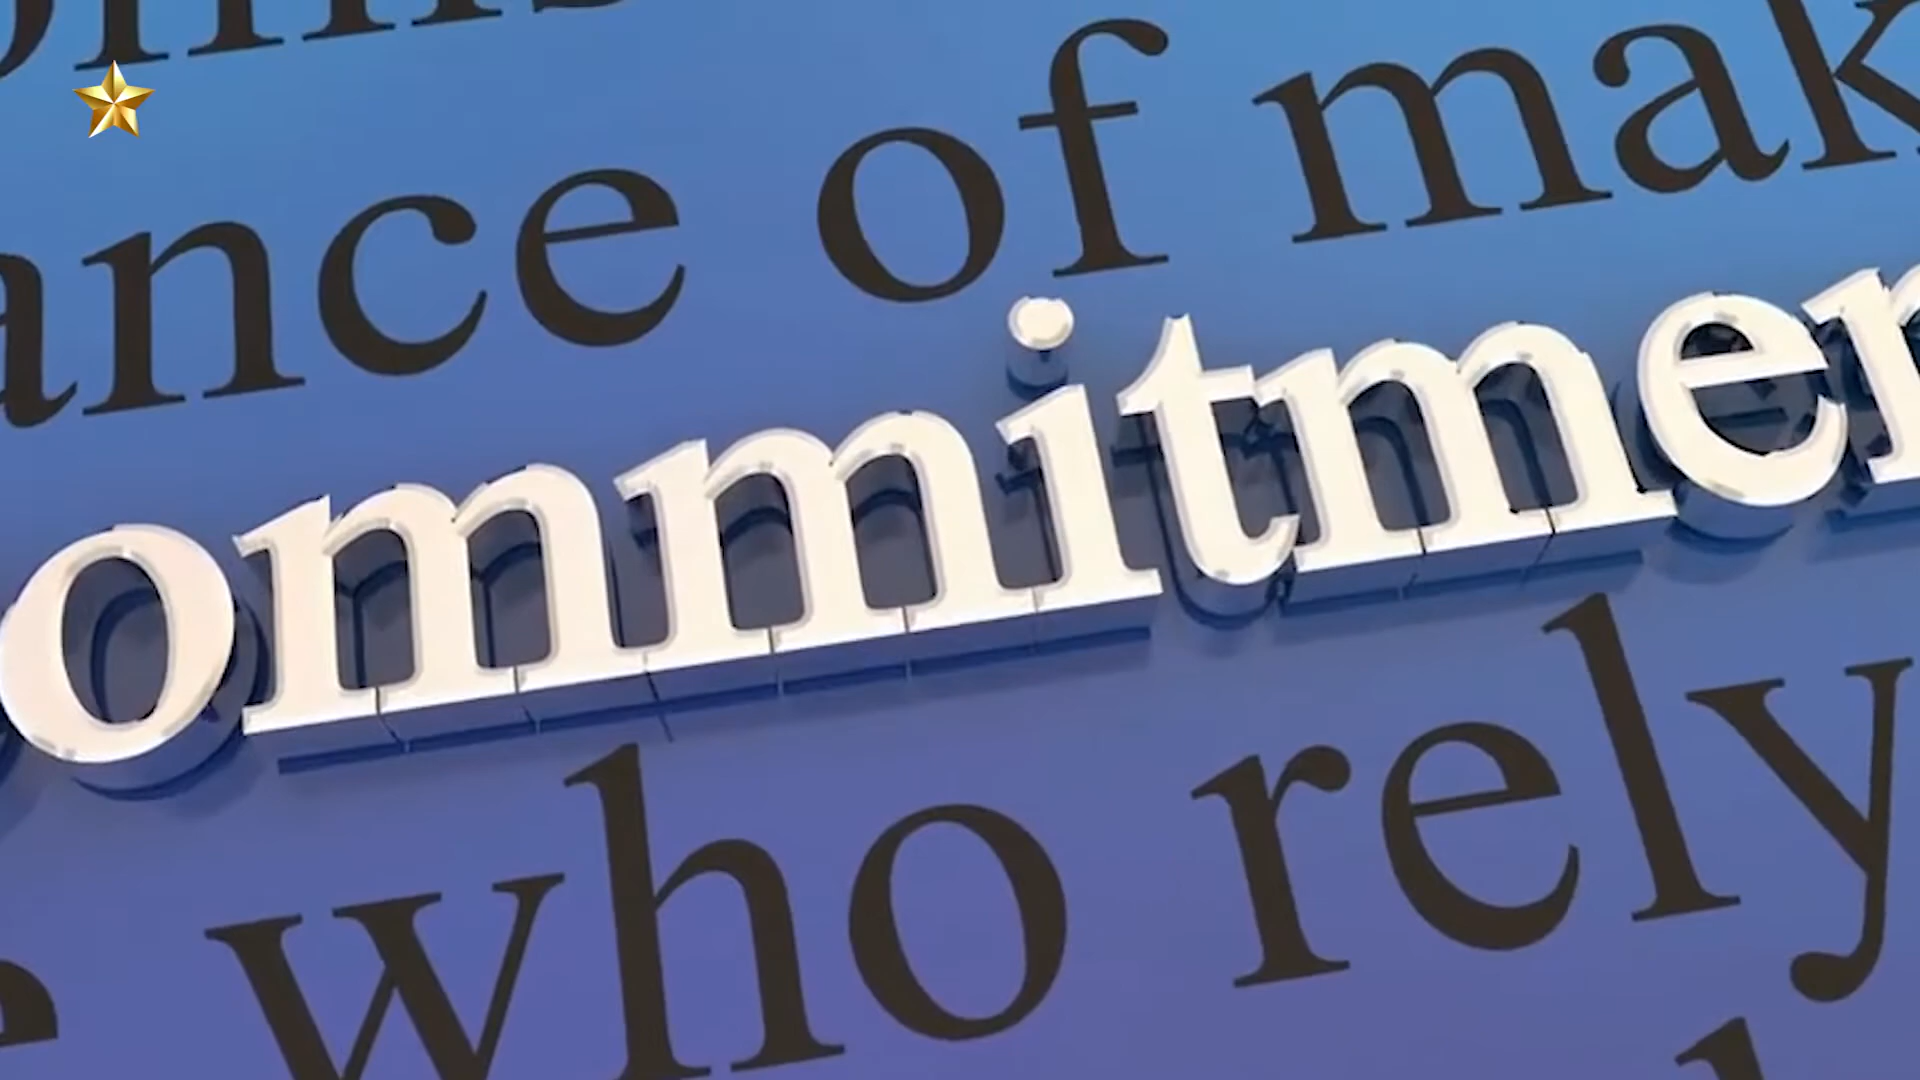 ance of mak
ommitmen
who rely